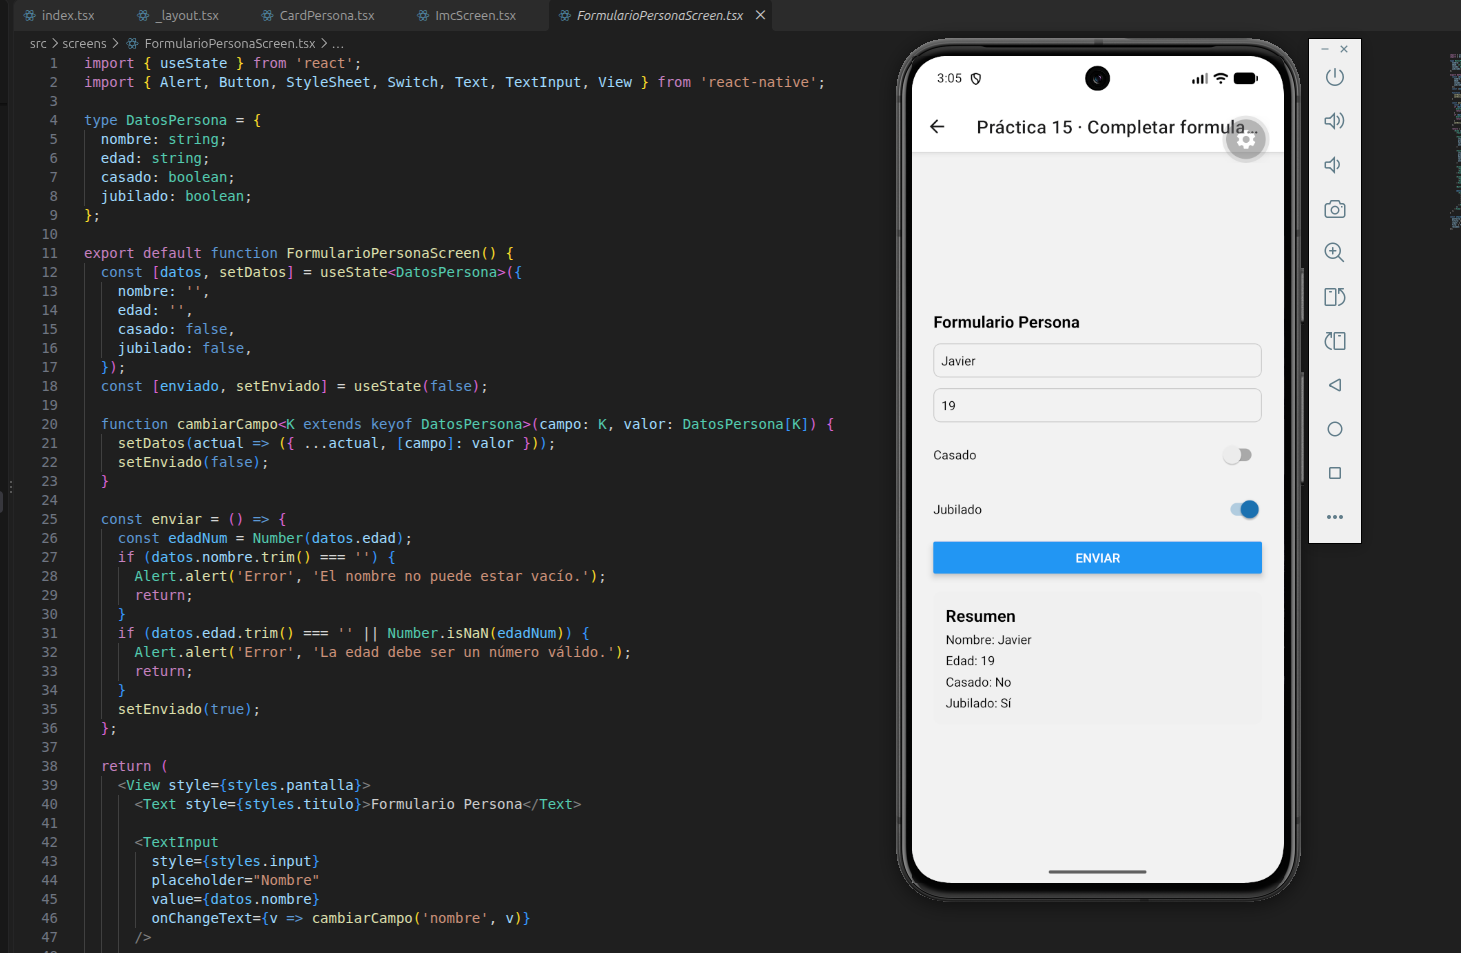 index.tsx
_layout.tsx
CardPersona.tsx
ImcScreen.tsx
FormularioPersonaScreen.tsx
src > screens > FormularioPersonaScreen.tsx > ...
1 import { useState } from 'react';
2 import { Alert, Button, StyleSheet, Switch, Text, TextInput, View } from 'react-native';
3
4 type DatosPersona = {
5   nombre: string;
6   edad: string;
7   casado: boolean;
8   jubilado: boolean;
9 };
10
11 export default function FormularioPersonaScreen() {
12   const [datos, setDatos] = useState<DatosPersona>({
13     nombre: '',
14     edad: '',
15     casado: false,
16     jubilado: false,
17   });
18   const [enviado, setEnviado] = useState(false);
19
20   function cambiarCampo<K extends keyof DatosPersona>(campo: K, valor: DatosPersona[K]) {
21     setDatos(actual => ({ ...actual, [campo]: valor }));
22     setEnviado(false);
23   }
24
25   const enviar = () => {
26     const edadNum = Number(datos.edad);
27     if (datos.nombre.trim() === '') {
28       Alert.alert('Error', 'El nombre no puede estar vacío.');
29       return;
30     }
31     if (datos.edad.trim() === '' || Number.isNaN(edadNum)) {
32       Alert.alert('Error', 'La edad debe ser un número válido.');
33       return;
34     }
35     setEnviado(true);
36   };
37
38   return (
39     <View style={styles.pantalla}>
40       <Text style={styles.titulo}>Formulario Persona</Text>
41
42       <TextInput
43         style={styles.input}
44         placeholder="Nombre"
45         value={datos.nombre}
46         onChangeText={v => cambiarCampo('nombre', v)}
47       />
3:05
Práctica 15 · Completar formula...
Formulario Persona
Javier
19
Casado
Jubilado
ENVIAR
Resumen
Nombre: Javier
Edad: 19
Casado: No
Jubilado: Sí